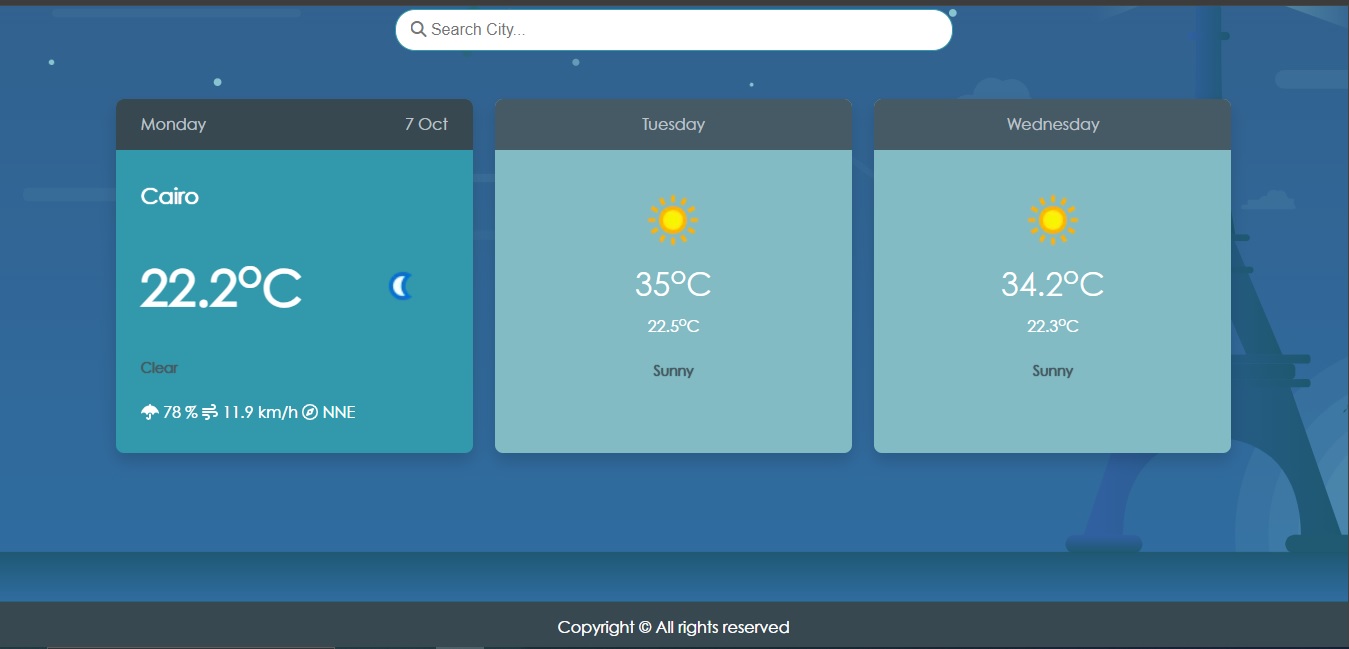 Search City...
Monday 7 Oct
Cairo
22.2°C
Clear
78 % 11.9 km/h NNE
Tuesday
35°C
22.5°C
Sunny
Wednesday
34.2°C
22.3°C
Sunny
Copyright © All rights reserved